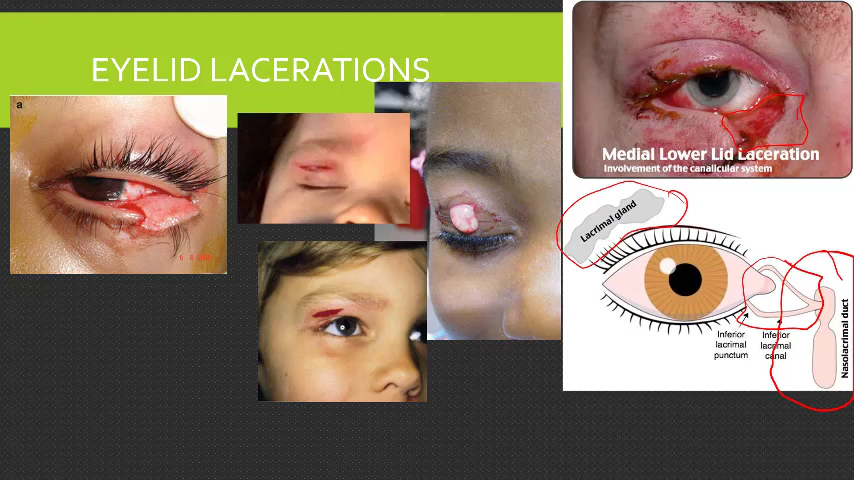 EYELID LACERATIONS
a
Medial Lower Lid Laceration
Involvement of the canalicular system
Lacrimal gland
Inferior
lacrimal
punctum
Inferior
lacrimal
canal
Nasolacrimal duct